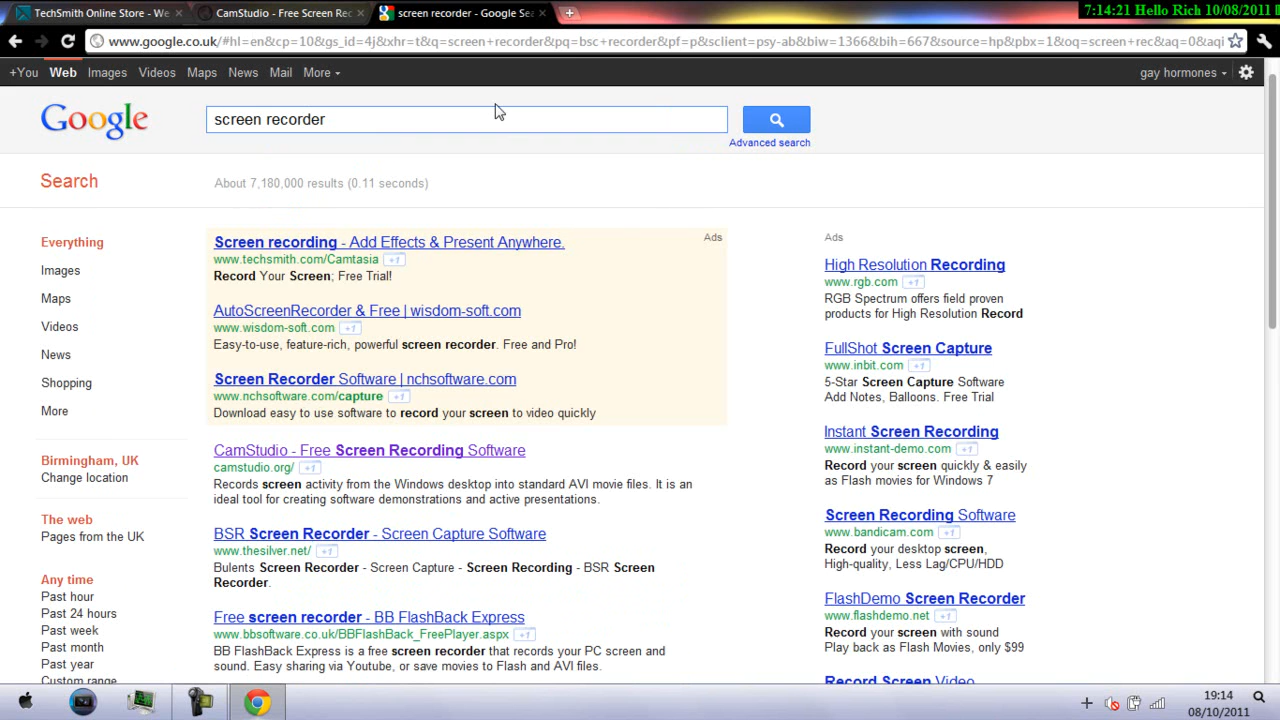 TechSmith Online Store - We
CamStudio - Free Screen Rec
screen recorder - Google Sea
7:14:21 Hello Rich 10/08/2011
www.google.co.uk/#hl=en&cp=10&gs_id=4j&xhr=t&q=screen+recorder&pq=bsc+recorder&pf=p&sclient=psy-ab&biw=1366&bih=667&source=hp&pbx=1&oq=screen+rec&aq=0&aqi
+You Web Images Videos Maps News Mail More
gay hormones
Google
screen recorder
Advanced search
Search
About 7,180,000 results (0.11 seconds)
Everything
Images
Maps
Videos
News
Shopping
More
Birmingham, UK
Change location
The web
Pages from the UK
Any time
Past hour
Past 24 hours
Past week
Past month
Past year
Custom range
Ads
Screen recording - Add Effects & Present Anywhere.
www.techsmith.com/Camtasia +1
Record Your Screen; Free Trial!
AutoScreenRecorder & Free | wisdom-soft.com
www.wisdom-soft.com +1
Easy-to-use, feature-rich, powerful screen recorder. Free and Pro!
Screen Recorder Software | nchsoftware.com
www.nchsoftware.com/capture +1
Download easy to use software to record your screen to video quickly
CamStudio - Free Screen Recording Software
camstudio.org/ +1
Records screen activity from the Windows desktop into standard AVI movie files. It is an
ideal tool for creating software demonstrations and active presentations.
BSR Screen Recorder - Screen Capture Software
www.thesilver.net/ +1
Bulents Screen Recorder - Screen Capture - Screen Recording - BSR Screen
Recorder.
Free screen recorder - BB FlashBack Express
www.bbsoftware.co.uk/BBFlashBack_FreePlayer.aspx +1
BB FlashBack Express is a free screen recorder that records your PC screen and
sound. Easy sharing via Youtube, or save movies to Flash and AVI files.
Ads
High Resolution Recording
www.rgb.com +1
RGB Spectrum offers field proven
products for High Resolution Record
FullShot Screen Capture
www.inbit.com +1
5-Star Screen Capture Software
Add Notes, Balloons. Free Trial
Instant Screen Recording
www.instant-demo.com +1
Record your screen quickly & easily
as Flash movies for Windows 7
Screen Recording Software
www.bandicam.com +1
Record your desktop screen,
High-quality, Less Lag/CPU/HDD
FlashDemo Screen Recorder
www.flashdemo.net +1
Record your screen with sound
Play back as Flash Movies, only $99
Record Screen Video
19:14
08/10/2011